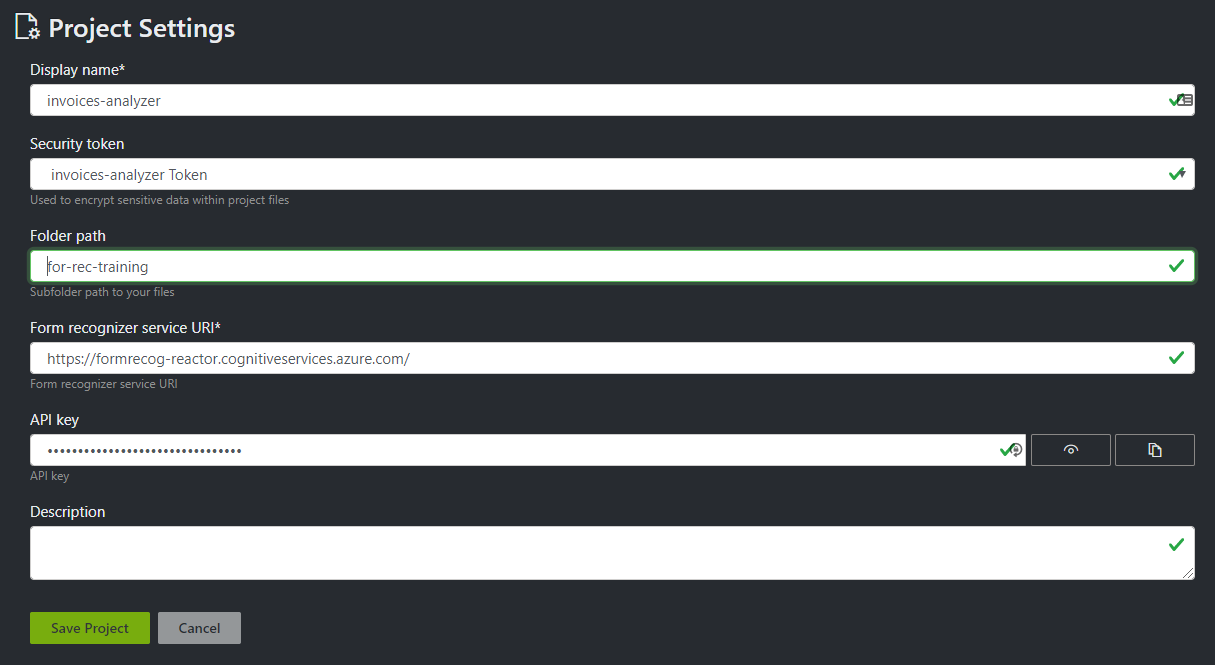 Project Settings
Display name*
invoices-analyzer
Security token
invoices-analyzer Token
Used to encrypt sensitive data within project files
Folder path
for-rec-training
Subfolder path to your files
Form recognizer service URI*
https://formrecog-reactor.cognitiveservices.azure.com/
Form recognizer service URI
API key
••••••••••••••••••••••••••••••••
API key
Description
Save Project Cancel